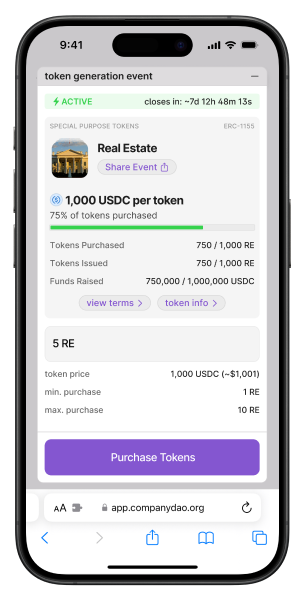 9:41
token generation event
ACTIVE closes in: ~7d 12h 48m 13s
SPECIAL PURPOSE TOKENS ERC-1155
Real Estate
Share Event
1,000 USDC per token
75% of tokens purchased
Tokens Purchased 750 / 1,000 RE
Tokens Issued 750 / 1,000 RE
Funds Raised 750,000 / 1,000,000 USDC
view terms > token info >
5 RE
token price 1,000 USDC (~$1,001)
min. purchase 1 RE
max. purchase 10 RE
Purchase Tokens
AA app.companydao.org